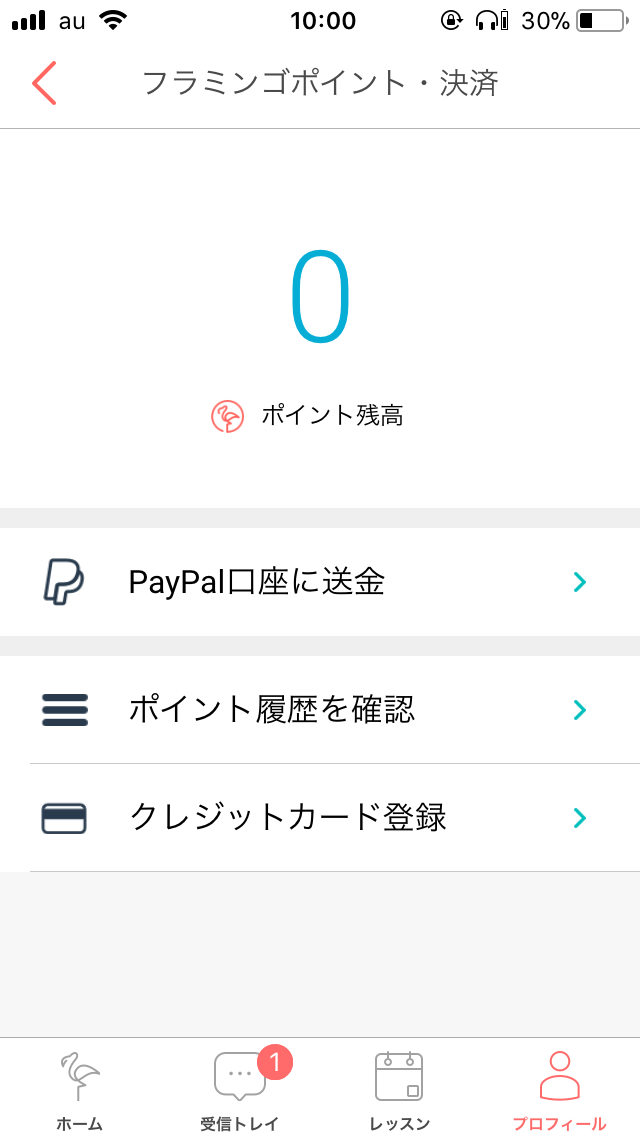 au 10:00 30%
フラミンゴポイント・決済
0
ポイント残高
PayPal口座に送金
ポイント履歴を確認
クレジットカード登録
1
ホーム 受信トレイ レッスン プロフィール